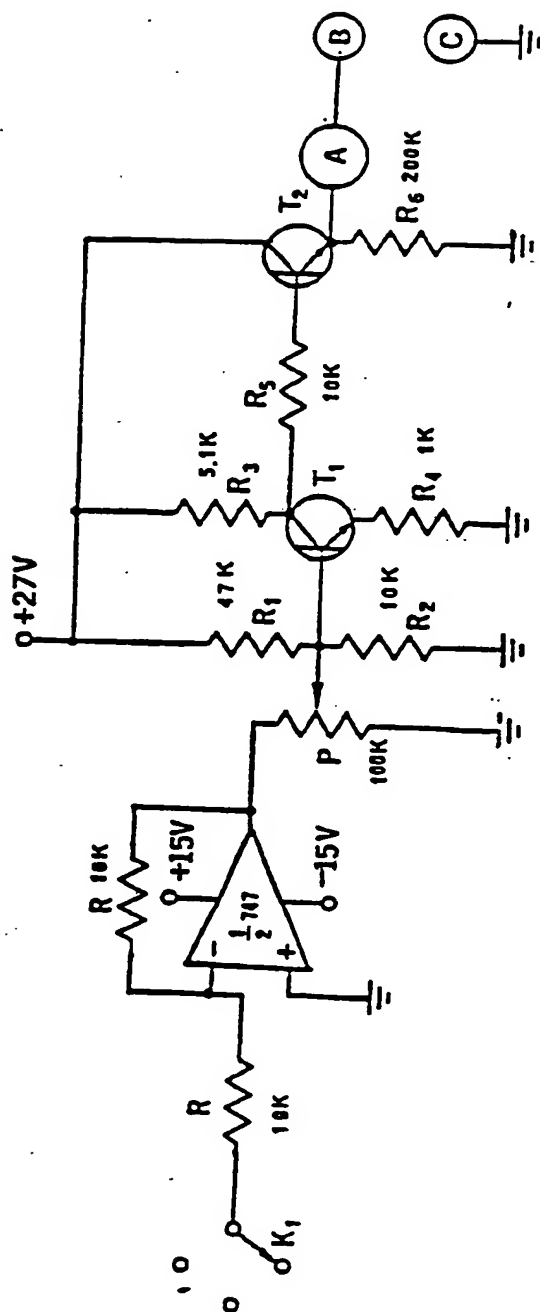 K1
R
10K
R 10K
+15V
-15V
1/2 747
-
+
P
100K
+27V
47K
R1
10K
R2
5.1K
R3
T1
R4 1K
R5
10K
T2
R6 200K
A
B
C